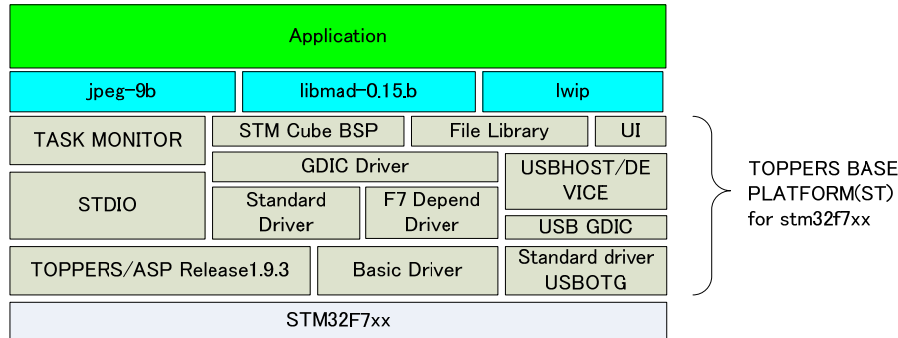 Application
jpeg-9b
libmad-0.15.b
lwip
TASK MONITOR
STM Cube BSP
File Library
UI
GDIC Driver
USBHOST/DE
VICE
STDIO
Standard
Driver
F7 Depend
Driver
USB GDIC
TOPPERS/ASP Release1.9.3
Basic Driver
Standard driver
USBOTG
STM32F7xx
TOPPERS BASE
PLATFORM(ST)
for stm32f7xx